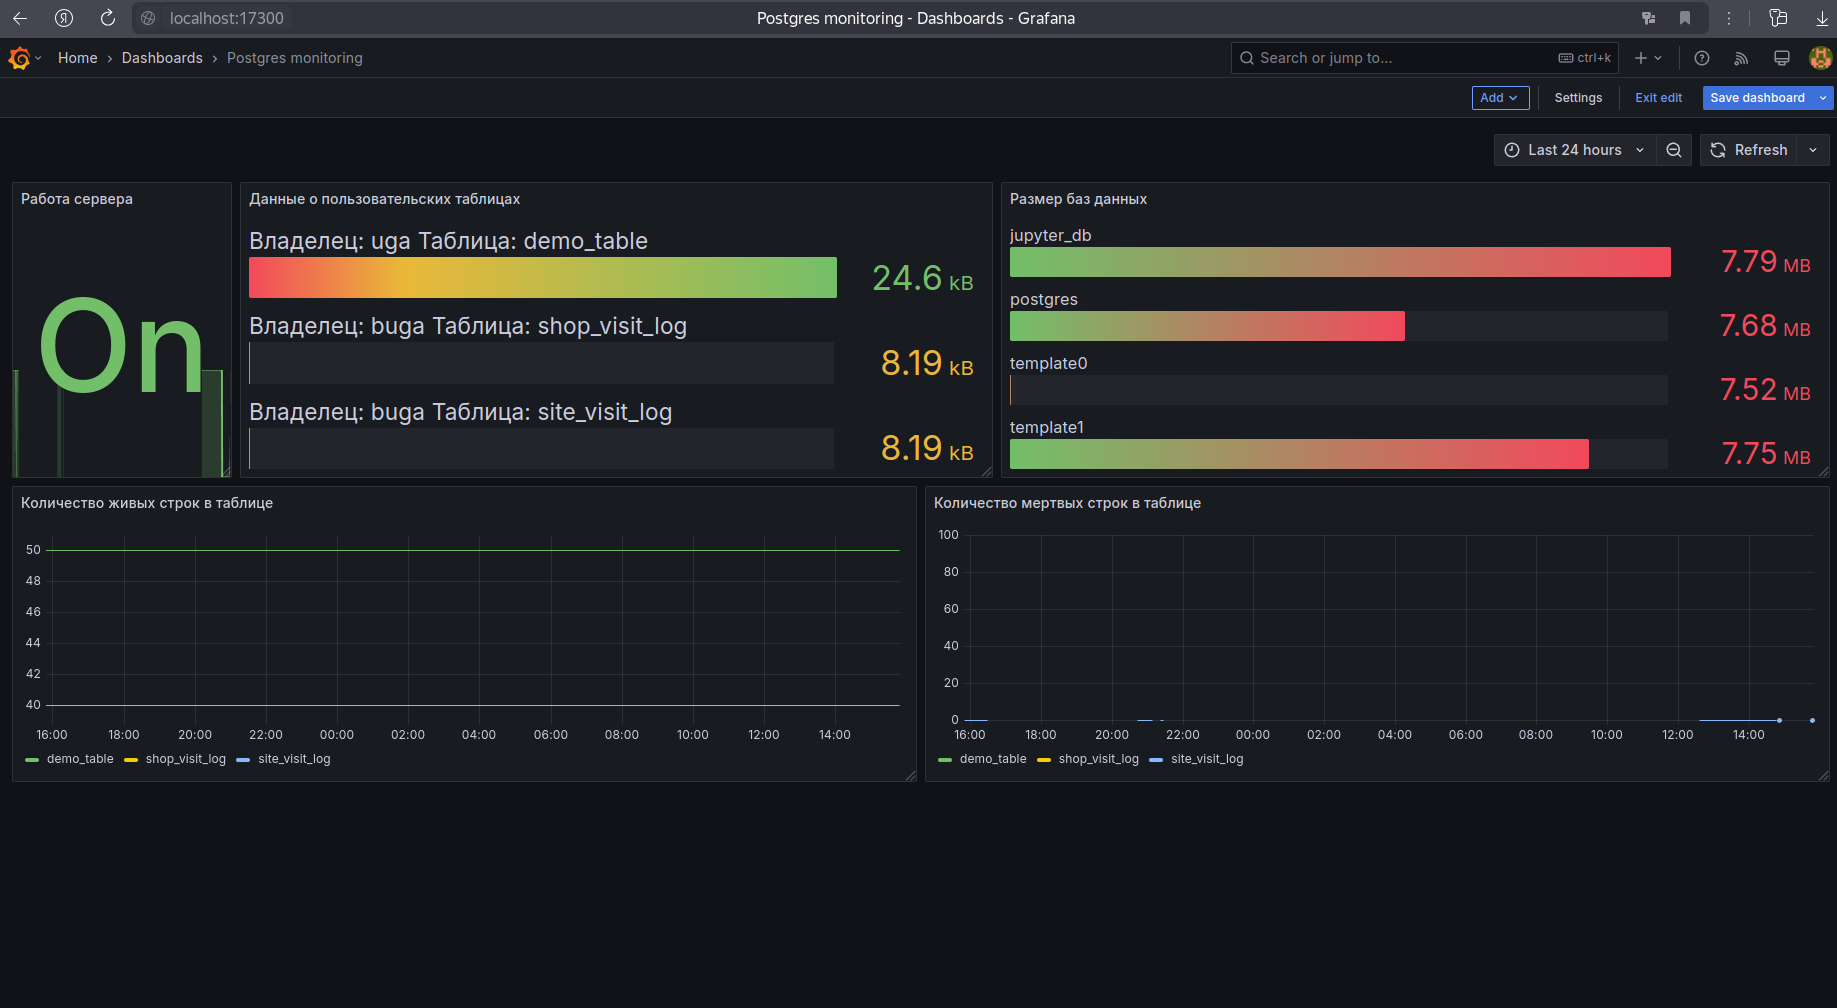 localhost:17300
Postgres monitoring - Dashboards - Grafana
Home › Dashboards › Postgres monitoring
Search or jump to...
ctrl+k
Add
Settings
Exit edit
Save dashboard
Last 24 hours
Refresh
Работа сервера
On
Данные о пользовательских таблицах
Владелец: uga Таблица: demo_table
24.6 kB
Владелец: buga Таблица: shop_visit_log
8.19 kB
Владелец: buga Таблица: site_visit_log
8.19 kB
Размер баз данных
jupyter_db
7.79 MB
postgres
7.68 MB
template0
7.52 MB
template1
7.75 MB
Количество живых строк в таблице
50
48
46
44
42
40
16:00 18:00 20:00 22:00 00:00 02:00 04:00 06:00 08:00 10:00 12:00 14:00
demo_table shop_visit_log site_visit_log
Количество мертвых строк в таблице
100
80
60
40
20
0
16:00 18:00 20:00 22:00 00:00 02:00 04:00 06:00 08:00 10:00 12:00 14:00
demo_table shop_visit_log site_visit_log